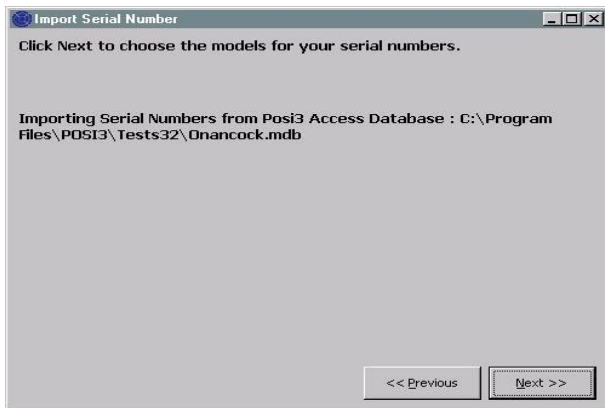 Import Serial Number
Click Next to choose the models for your serial numbers.
Importing Serial Numbers from Posi3 Access Database : C:\Program
Files\POSI3\Tests32\Onancock.mdb
<< Previous
Next >>